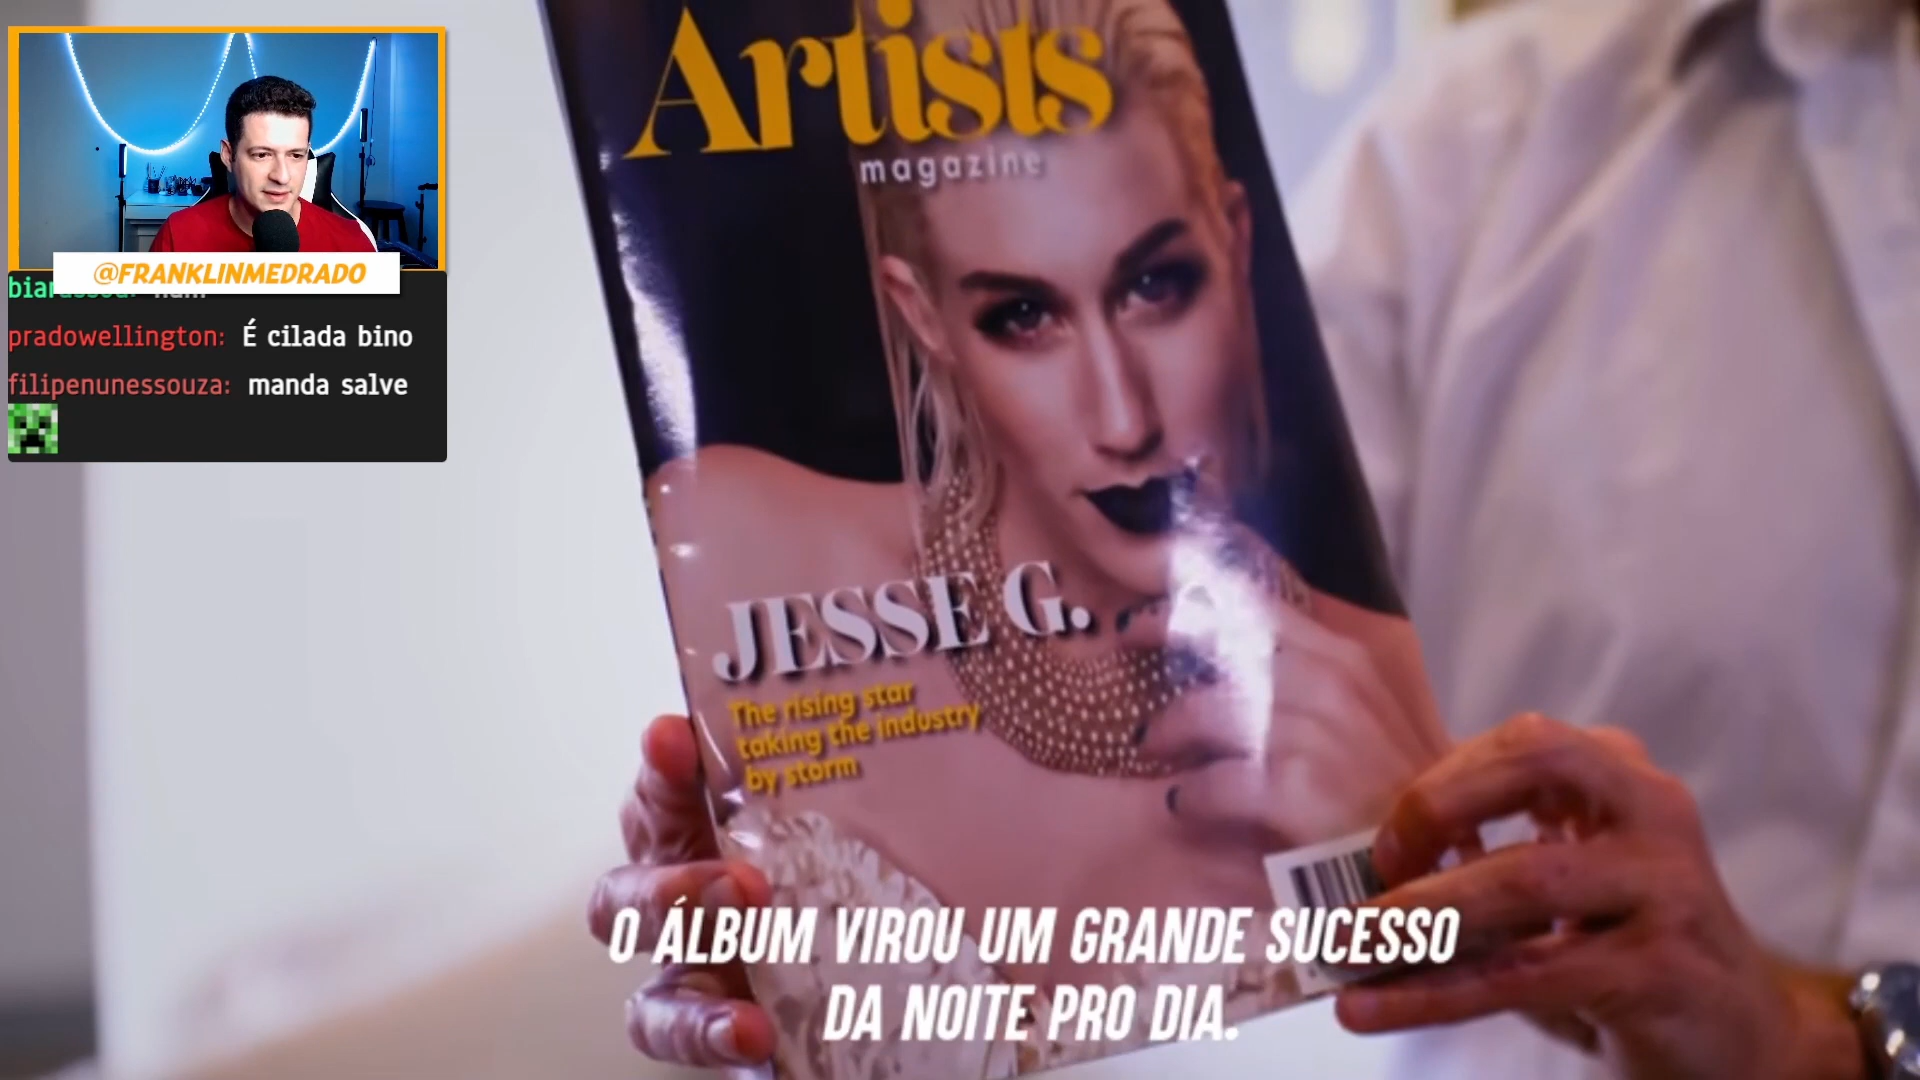 Artists
magazine
@FRANKLINMEDRADO
pradowellington: É cilada bino
filipenunessouza: manda salve
JESSE G.
The rising star
taking the industry
by storm
O ÁLBUM VIROU UM GRANDE SUCESSO
DA NOITE PRO DIA.